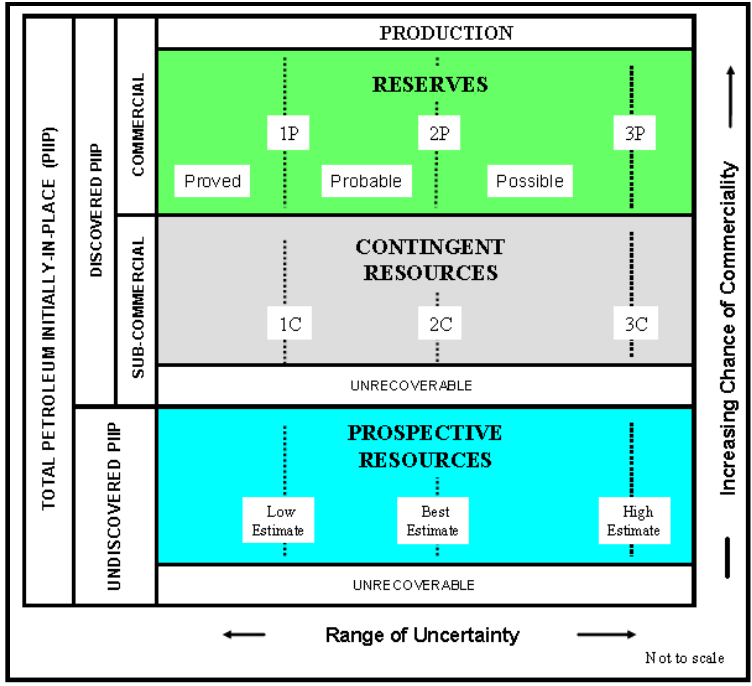 PRODUCTION
RESERVES
1P
2P
3P
Proved
Probable
Possible
CONTINGENT
RESOURCES
1C
2C
3C
UNRECOVERABLE
PROSPECTIVE
RESOURCES
Low
Estimate
Best
Estimate
High
Estimate
UNRECOVERABLE
TOTAL PETROLEUM INITIALLY-IN-PLACE (PIIP)
DISCOVERED PIIP
UNDISCOVERED PIIP
COMMERCIAL
SUB-COMMERCIAL
Increasing Chance of Commerciality
Range of Uncertainty
Not to scale